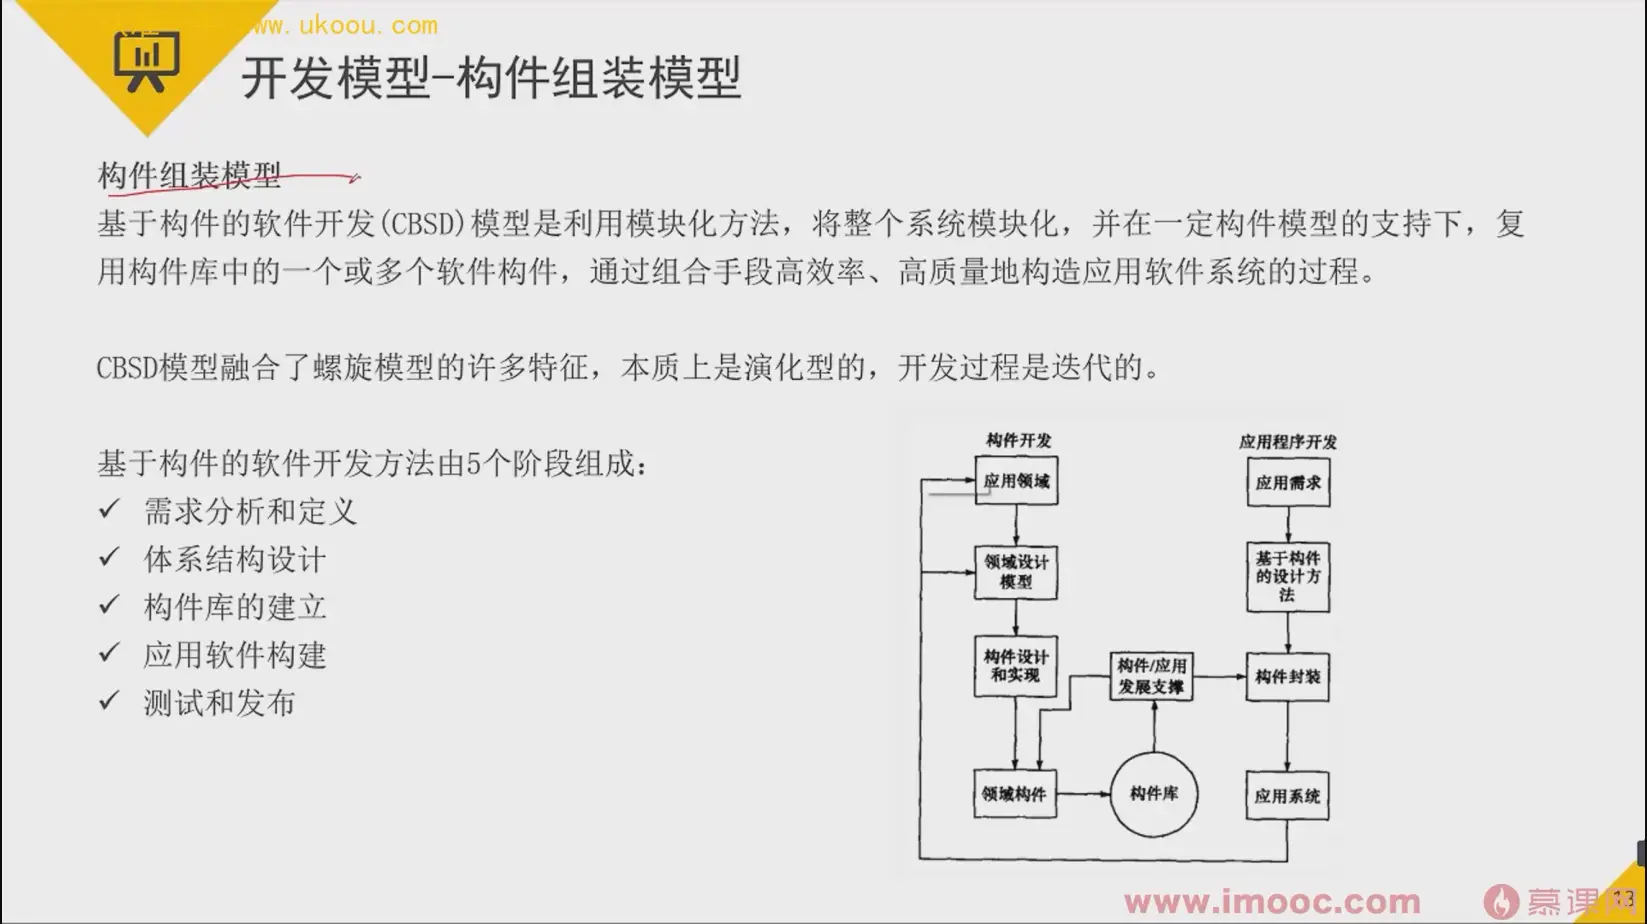 www.ukoou.com
开发模型-构件组装模型
构件组装模型
基于构件的软件开发(CBSD)模型是利用模块化方法，将整个系统模块化，并在一定构件模型的支持下，复
用构件库中的一个或多个软件构件，通过组合手段高效率、高质量地构造应用软件系统的过程。
CBSD模型融合了螺旋模型的许多特征，本质上是演化型的，开发过程是迭代的。
基于构件的软件开发方法由5个阶段组成：
✓ 需求分析和定义
✓ 体系结构设计
✓ 构件库的建立
✓ 应用软件构建
✓ 测试和发布
构件开发
应用领域
领域设计
模型
构件设计
和实现
领域构件
构件/应用
发展支撑
构件库
应用程序开发
应用需求
基于构件
的设计方
法
构件封装
应用系统
www.imooc.com
慕课网
13